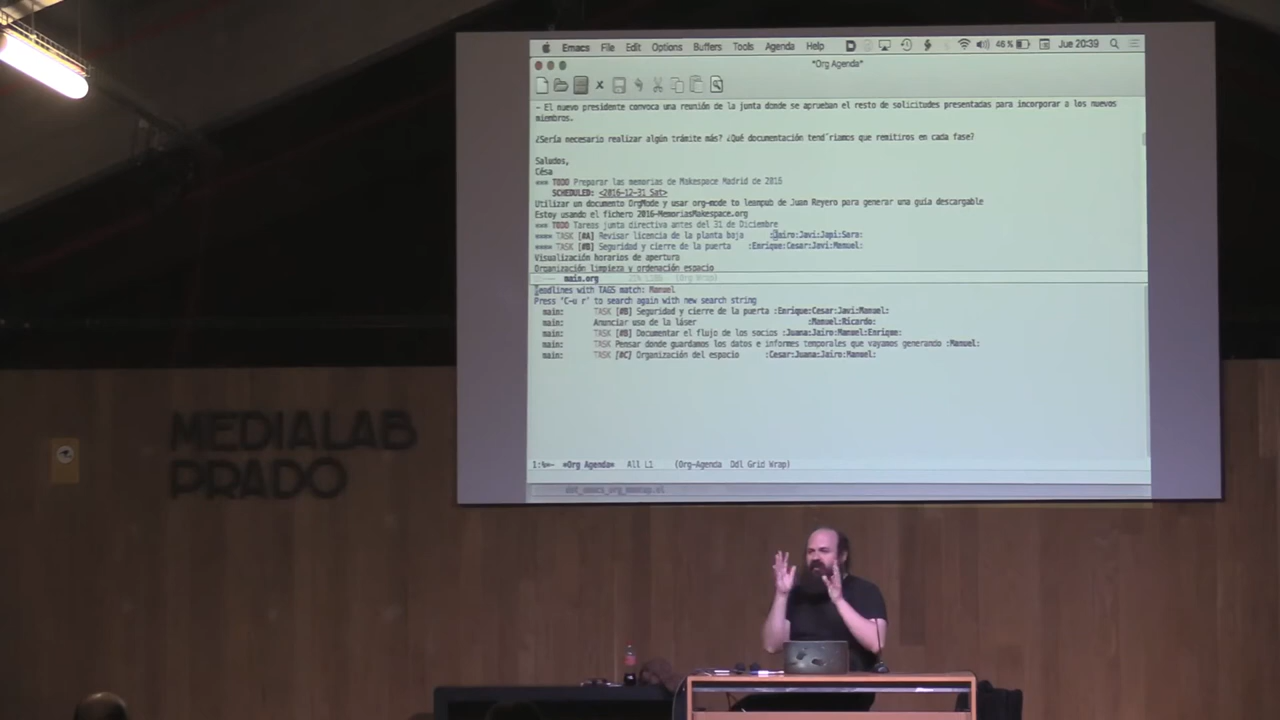 Emacs File Edit Options Buffers Tools Agenda Help 46% Jue 20:39
*Org Agenda*
- El nuevo presidente convoca una reunión de la junta donde se aprueban el resto de solicitudes presentadas para incorporar a los nuevos
miembros.
¿Sería necesario realizar algún trámite más? ¿Qué documentación tend´riamos que remitiros en cada fase?
Saludos,
Césa
*** TODO Preparar las memorias de Makespace Madrid de 2016
SCHEDULED: <2016-12-31 Sat>
Utilizar un documento OrgMode y usar org-mode to leanpub de Juan Reyero para generar una guía descargable
Estoy usando el fichero 2016-MemoriasMakespace.org
*** TODO Tareas junta directiva antes del 31 de Diciembre
**** TASK [#A] Revisar licencia de la planta baja :Jairo:Javi:Japi:Sara:
**** TASK [#B] Seguridad y cierre de la puerta :Enrique:Cesar:Javi:Manuel:
Visualización horarios de apertura
Organización limpieza y ordenación espacio
main.org (Org Wrap)
Deadlines with TAGS match: Manuel
Press 'C-u r' to search again with new search string
main: TASK [#B] Seguridad y cierre de la puerta :Enrique:Cesar:Javi:Manuel:
main: Anunciar uso de la láser :Manuel:Ricardo:
main: TASK [#B] Documentar el flujo de los socios :Juana:Jairo:Manuel:Enrique:
main: TASK Pensar donde guardamos los datos e informes temporales que vayamos generando :Manuel:
main: TASK [#C] Organización del espacio :Cesar:Juana:Jairo:Manuel:
1:%*- *Org Agenda* All L1 (Org-Agenda Ddl Grid Wrap)
MEDIALAB
PRADO